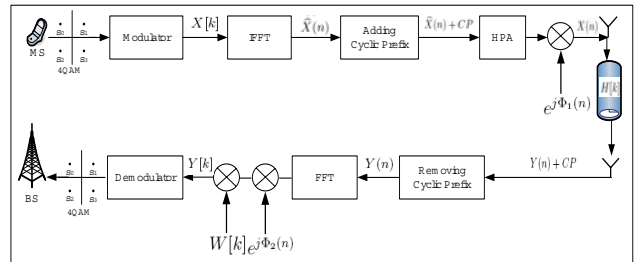 MS
S₀ S₁
S₂ S₃
4QAM
Modulator
X[k]
IFFT
X̂(n)
Adding
Cyclic Prefix
X̂(n)+CP
HPA
X(n)
e^{jΦ₁(n)}
H[k]
Y(n)+CP
Removing
Cyclic Prefix
Y(n)
FFT
e^{jΦ₂(n)}
W[k]
Y[k]
Demodulator
S₀ S₁
S₂ S₃
4QAM
BS